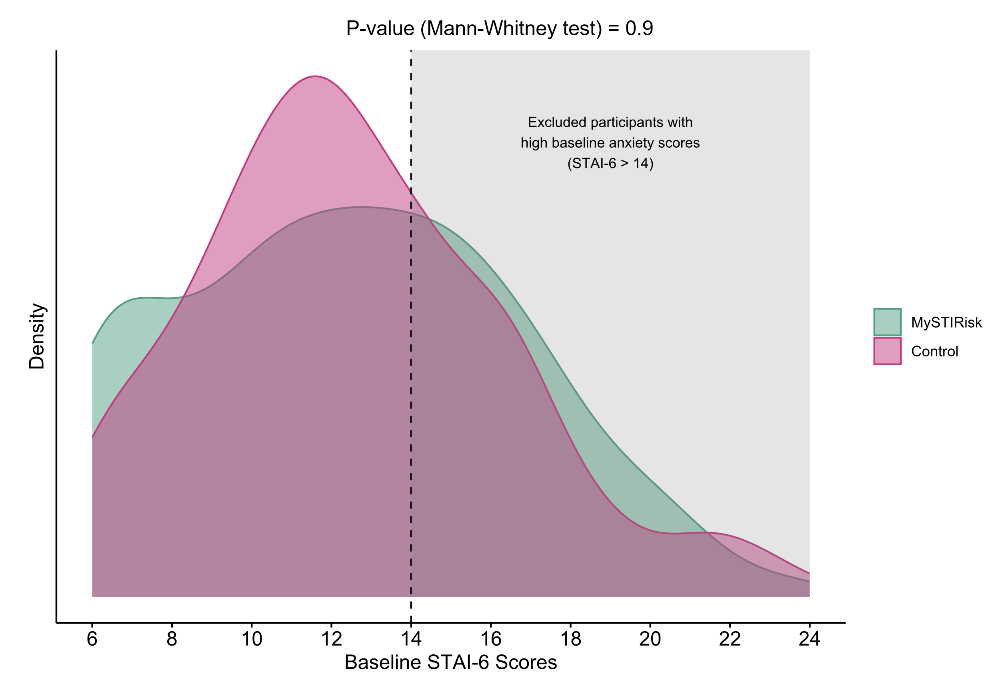 P-value (Mann-Whitney test) = 0.9
Excluded participants with
high baseline anxiety scores
(STAI-6 > 14)
Density
MySTIRisk
Control
6 8 10 12 14 16 18 20 22 24
Baseline STAI-6 Scores